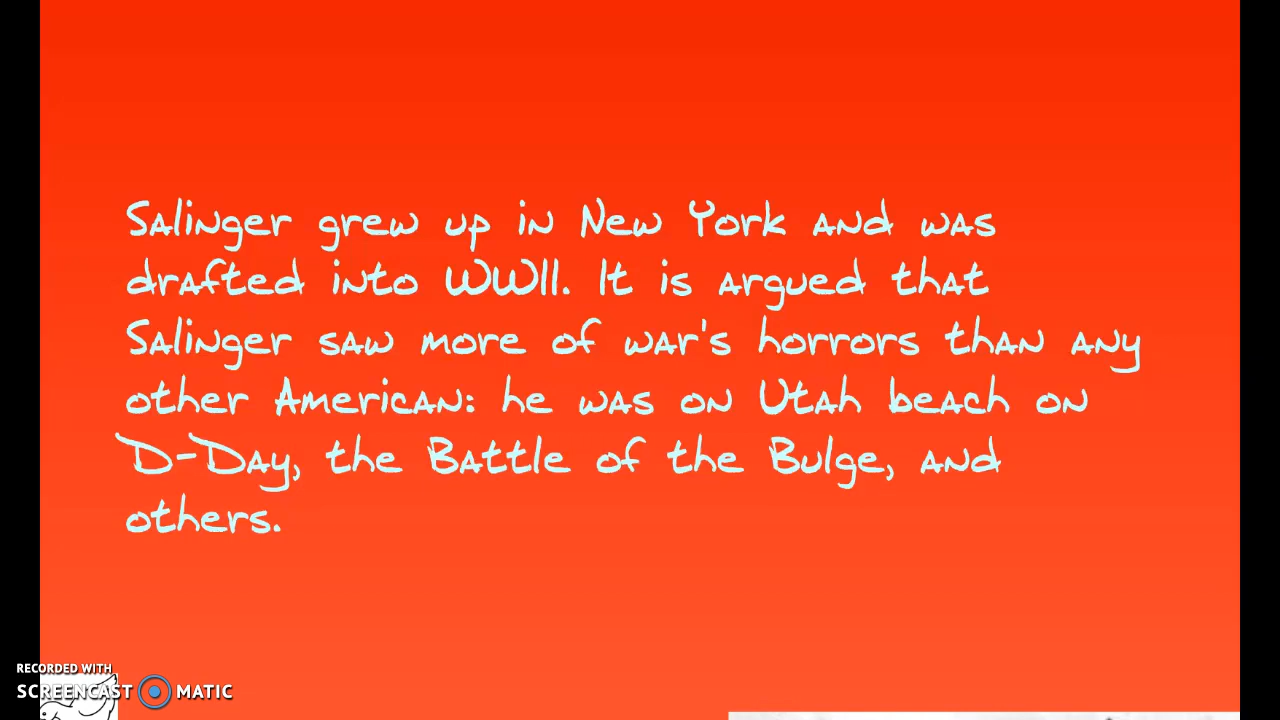 Salinger grew up in New York and was
drafted into WWII. It is argued that
Salinger saw more of war's horrors than any
other American: he was on Utah beach on
D-Day, the Battle of the Bulge, and
others.
RECORDED WITH
SCREENCAST MATIC